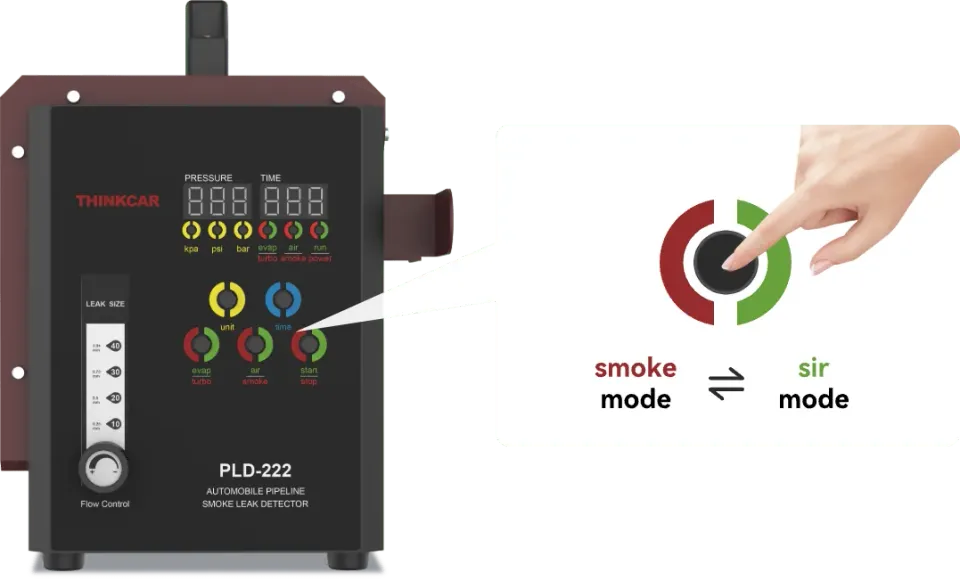 PRESSURE TIME
THINKCAR
kpa psi bar evap air run
turbo smoke power
LEAK SIZE
unit time
40
30
20
10
evap air start
turbo smoke stop
PLD-222
AUTOMOBILE PIPELINE
SMOKE LEAK DETECTOR
Flow Control
smoke
mode
sir
mode